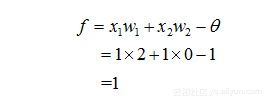 f = x₁w₁ + x₂w₂ − θ
= 1×2+1×0−1
=1